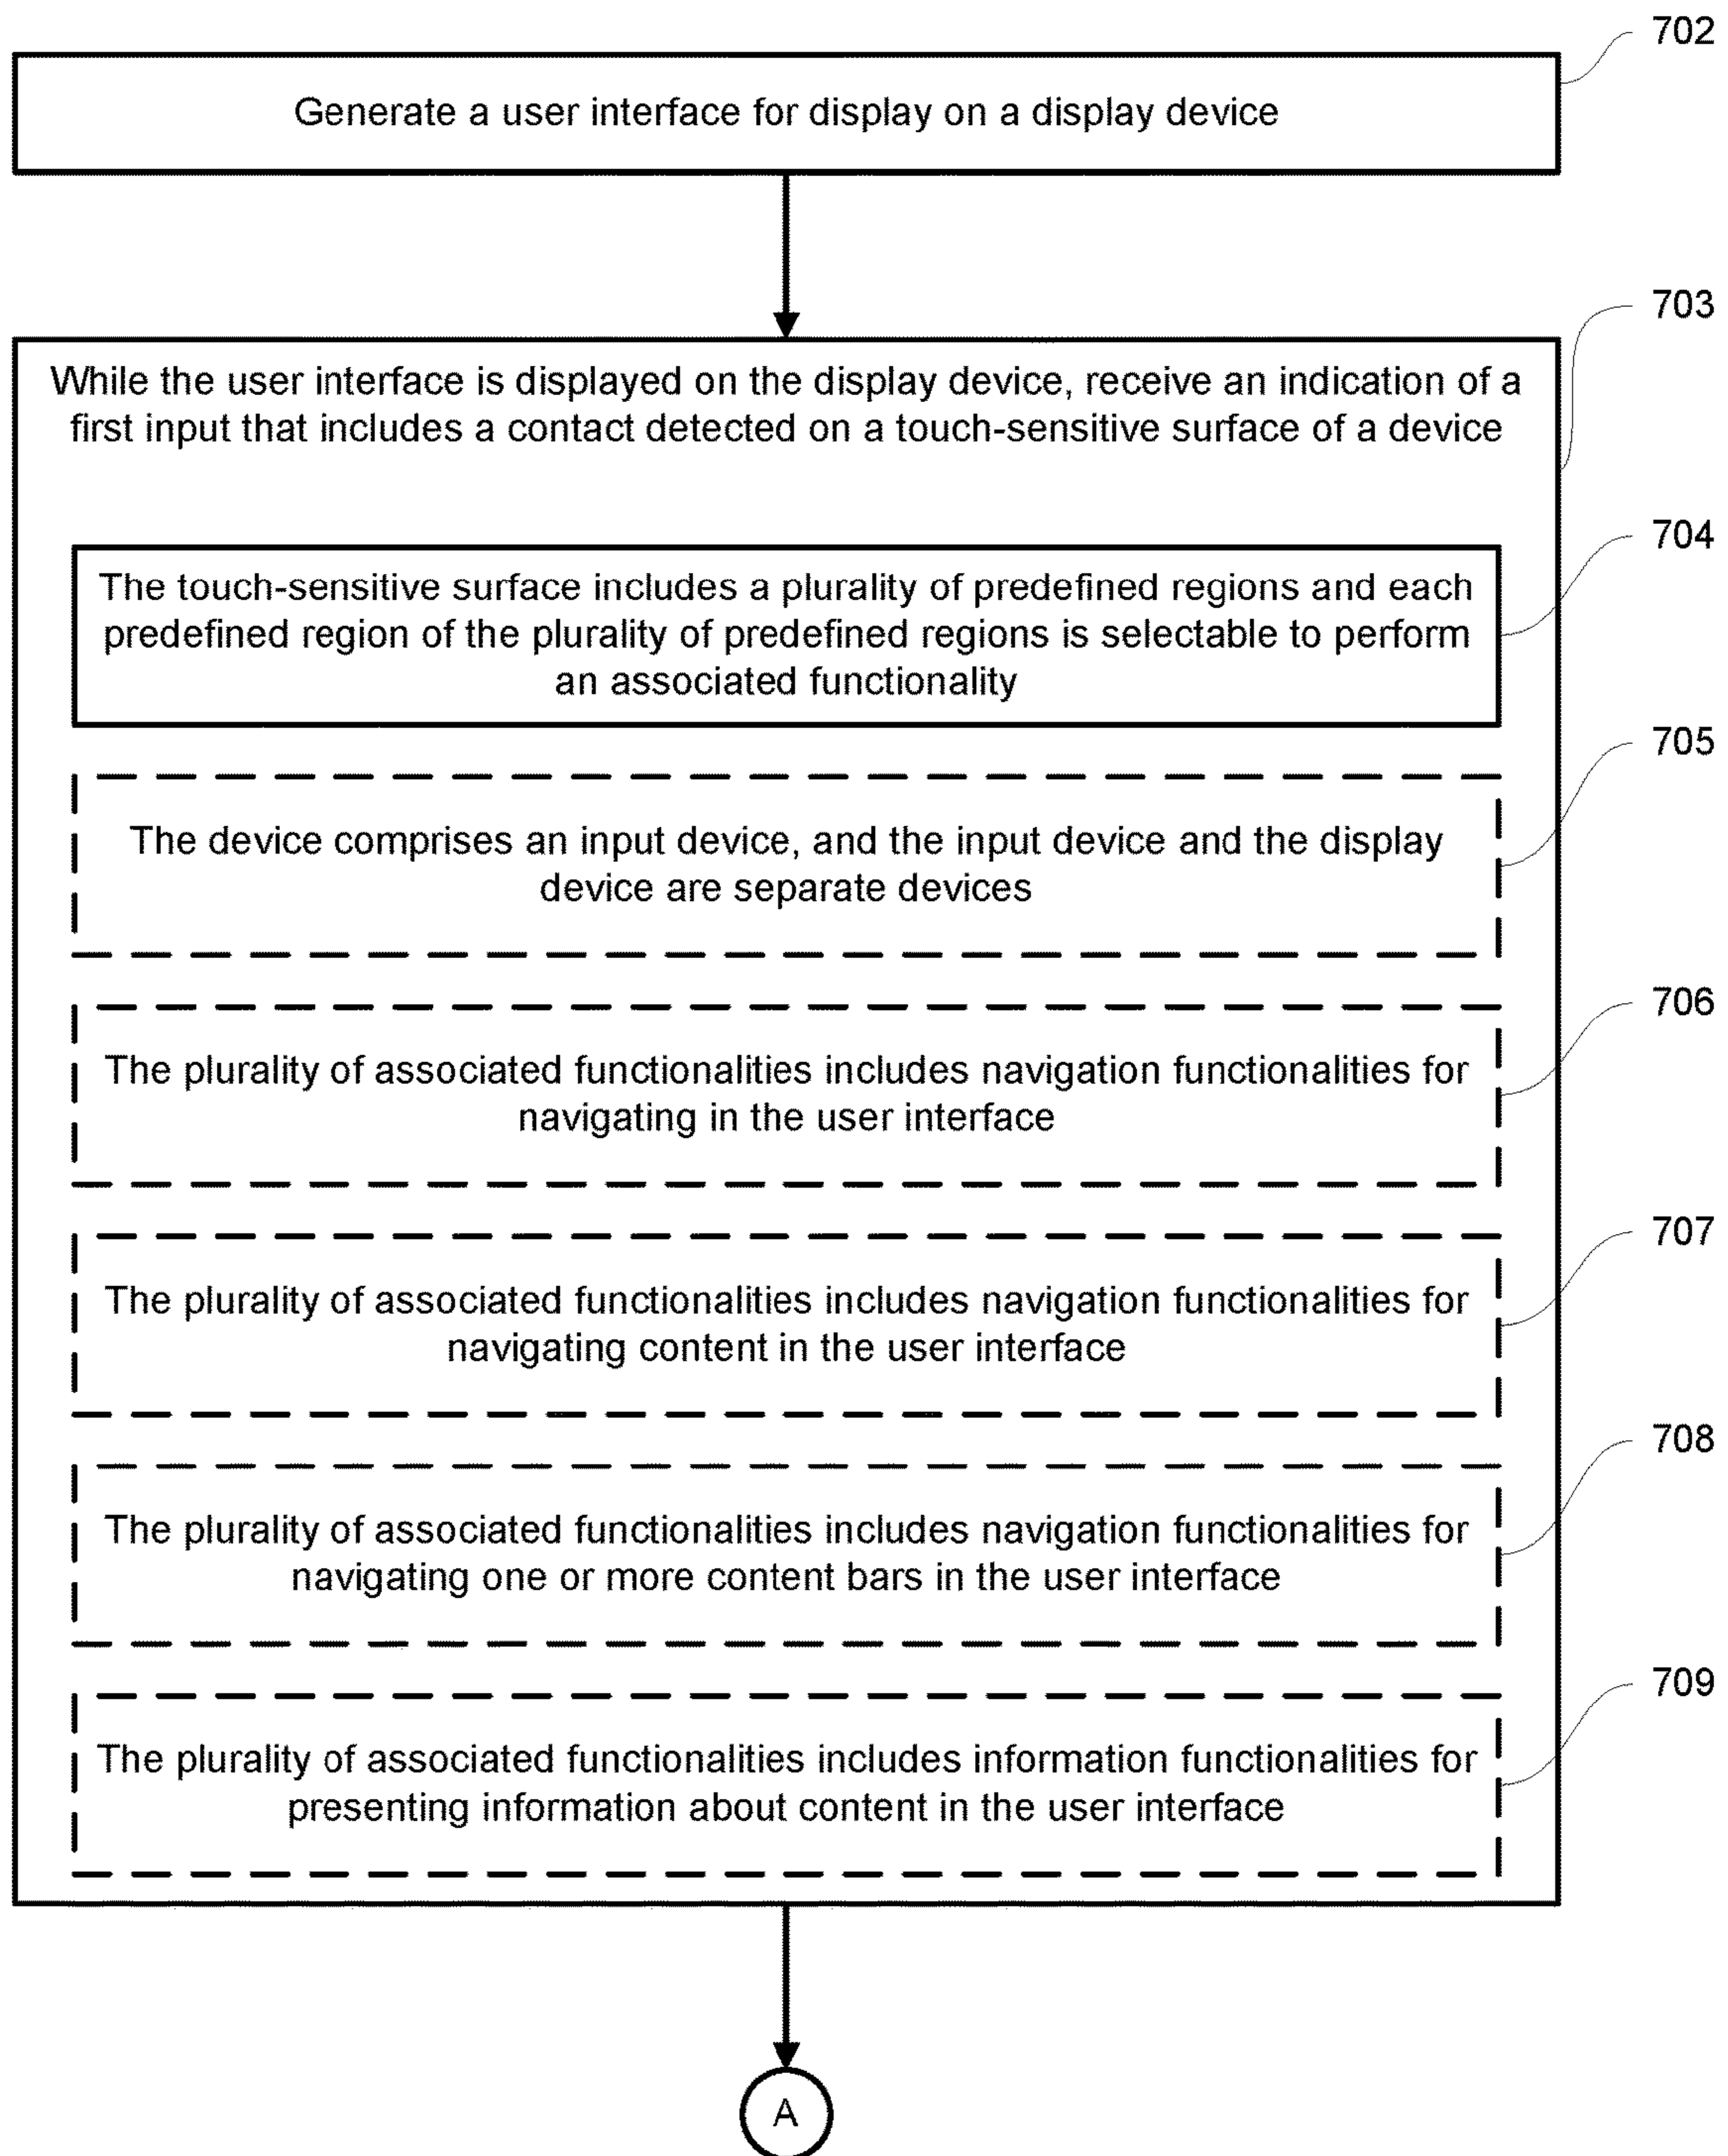 702
Generate a user interface for display on a display device
703
While the user interface is displayed on the display device, receive an indication of a
first input that includes a contact detected on a touch-sensitive surface of a device
704
The touch-sensitive surface includes a plurality of predefined regions and each
predefined region of the plurality of predefined regions is selectable to perform
an associated functionality
705
The device comprises an input device, and the input device and the display
device are separate devices
706
The plurality of associated functionalities includes navigation functionalities for
navigating in the user interface
707
The plurality of associated functionalities includes navigation functionalities for
navigating content in the user interface
708
The plurality of associated functionalities includes navigation functionalities for
navigating one or more content bars in the user interface
709
The plurality of associated functionalities includes information functionalities for
presenting information about content in the user interface
A